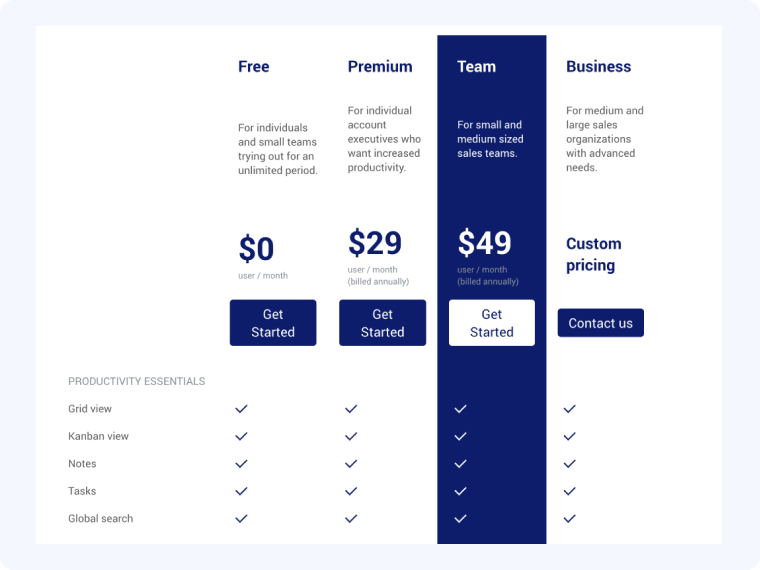 Free
Premium
Team
Business
For individuals
and small teams
trying out for an
unlimited period.
For individual
account
executives who
want increased
productivity.
For small and
medium sized
sales teams.
For medium and
large sales
organizations
with advanced
needs.
$0
user / month
$29
user / month
(billed annually)
$49
user / month
(billed annually)
Custom
pricing
Get
Started
Get
Started
Get
Started
Contact us
PRODUCTIVITY ESSENTIALS
Grid view
Kanban view
Notes
Tasks
Global search